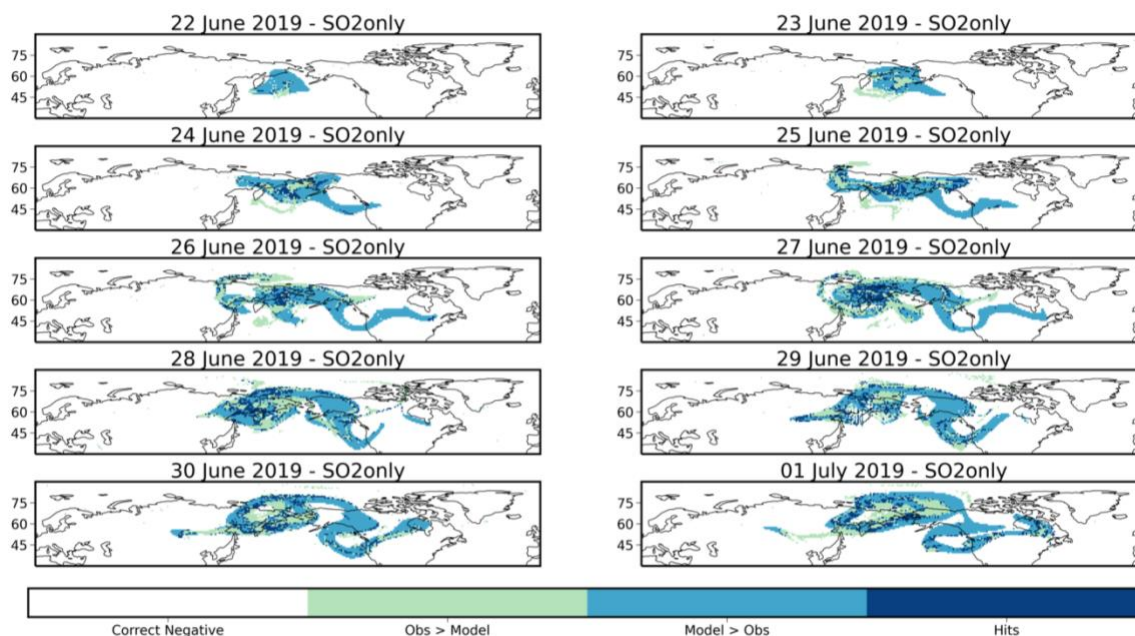 22 June 2019 - SO2only
23 June 2019 - SO2only
75
60
45
75
60
45
24 June 2019 - SO2only
25 June 2019 - SO2only
75
60
45
75
60
45
26 June 2019 - SO2only
27 June 2019 - SO2only
75
60
45
75
60
45
28 June 2019 - SO2only
29 June 2019 - SO2only
75
60
45
75
60
45
30 June 2019 - SO2only
01 July 2019 - SO2only
75
60
45
75
60
45
Correct Negative
Obs > Model
Model > Obs
Hits